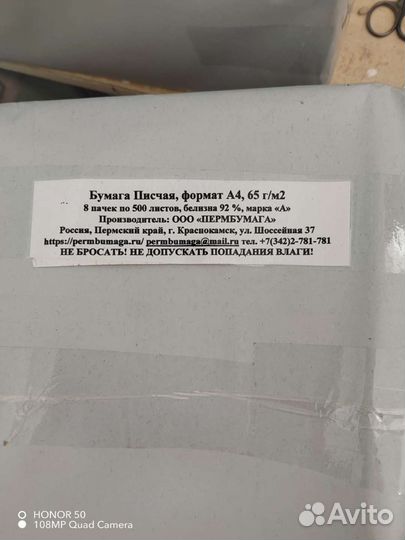 Бумага Писчая, формат А4, 65 г/м2
8 пачек по 500 листов, белизна 92 %, марка «А»
Производитель: ООО «ПЕРМБУМАГА»
Россия, Пермский край, г. Краснокамск, ул. Шоссейная 37
https://permbumaga.ru/ permbumaga@mail.ru тел. +7(342)2-781-781
НЕ БРОСАТЬ! НЕ ДОПУСКАТЬ ПОПАДАНИЯ ВЛАГИ!
HONOR 50
108MP Quad Camera
Avito